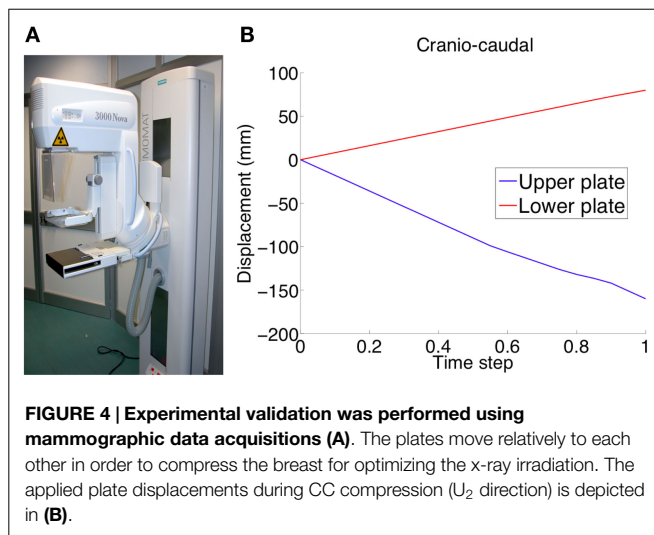 A
B
3000 Nova
MOMAT
Cranio-caudal
Displacement (mm)
100
50
0
−50
−100
−150
−200
Upper plate
Lower plate
0
0.2
0.4
0.6
0.8
1
Time step
FIGURE 4 | Experimental validation was performed using
mammographic data acquisitions (A). The plates move relatively to each
other in order to compress the breast for optimizing the x-ray irradiation. The
applied plate displacements during CC compression (U₂ direction) is depicted
in (B).